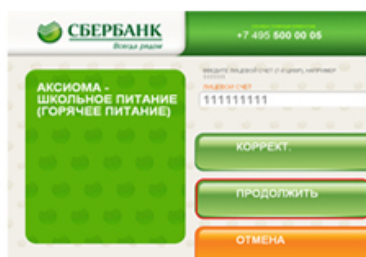 СБЕРБАНК
Всегда рядом
+7 495 500 00 05
АКСИОМА -
ШКОЛЬНОЕ ПИТАНИЕ
(ГОРЯЧЕЕ ПИТАНИЕ)
ЛИЦЕВОЙ СЧЕТ
111111111
КОРРЕКТ.
ПРОДОЛЖИТЬ
ОТМЕНА